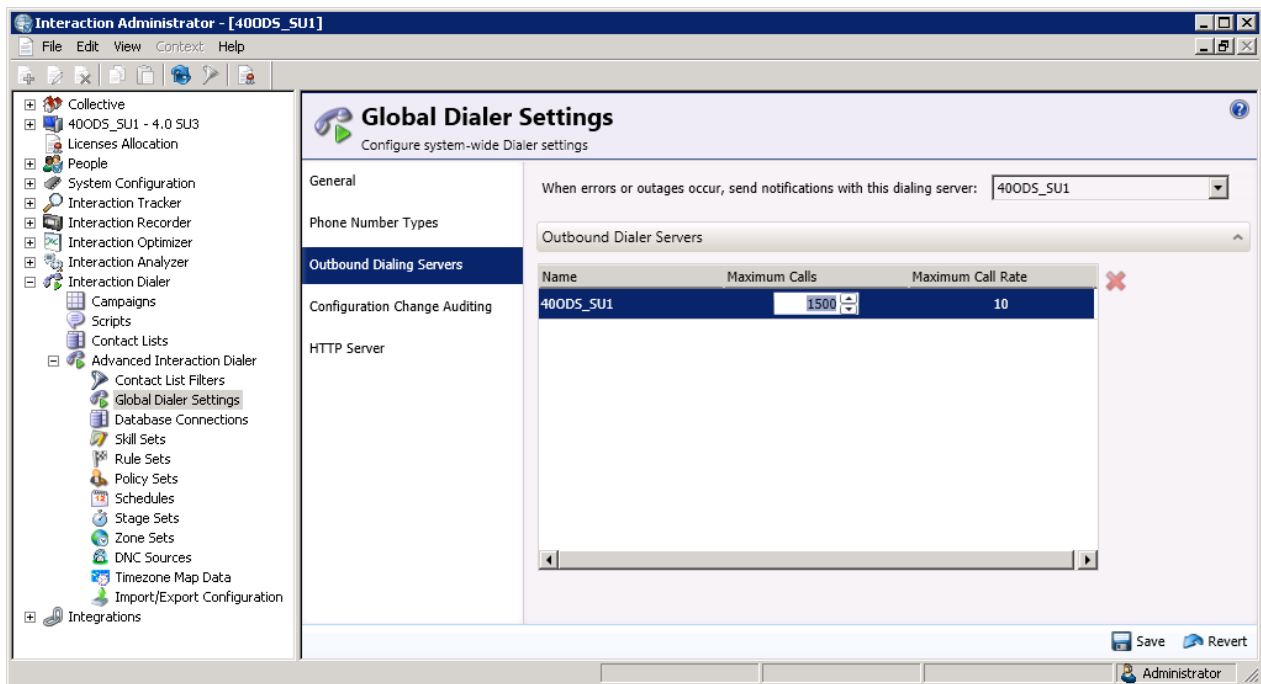 Interaction Administrator - [40ODS_SU1]
File Edit View Context Help
Collective
40ODS_SU1 - 4.0 SU3
Licenses Allocation
People
System Configuration
Interaction Tracker
Interaction Recorder
Interaction Optimizer
Interaction Analyzer
Interaction Dialer
Campaigns
Scripts
Contact Lists
Advanced Interaction Dialer
Contact List Filters
Global Dialer Settings
Database Connections
Skill Sets
Rule Sets
Policy Sets
Schedules
Stage Sets
Zone Sets
DNC Sources
Timezone Map Data
Import/Export Configuration
Integrations
Global Dialer Settings
Configure system-wide Dialer settings
General
Phone Number Types
Outbound Dialing Servers
Configuration Change Auditing
HTTP Server
When errors or outages occur, send notifications with this dialing server: 40ODS_SU1
Outbound Dialer Servers
Name Maximum Calls Maximum Call Rate
40ODS_SU1 1500 10
Save Revert
Administrator